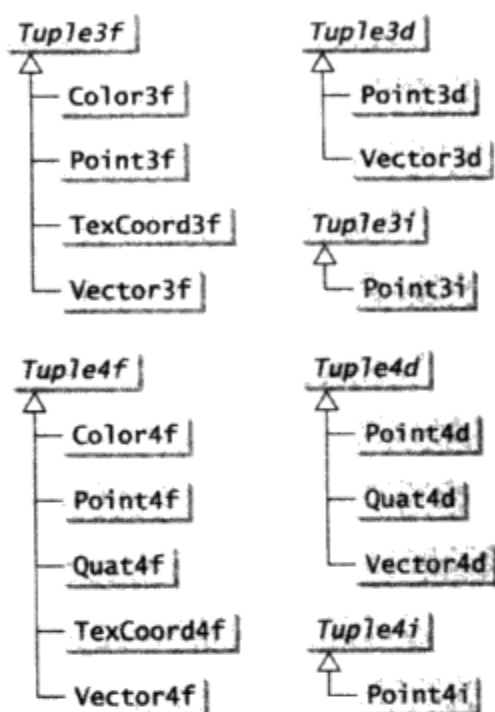 Tuple3f
Color3f
Point3f
TexCoord3f
Vector3f
Tuple3d
Point3d
Vector3d
Tuple3i
Point3i
Tuple4f
Color4f
Point4f
Quat4f
TexCoord4f
Vector4f
Tuple4d
Point4d
Quat4d
Vector4d
Tuple4i
Point4i